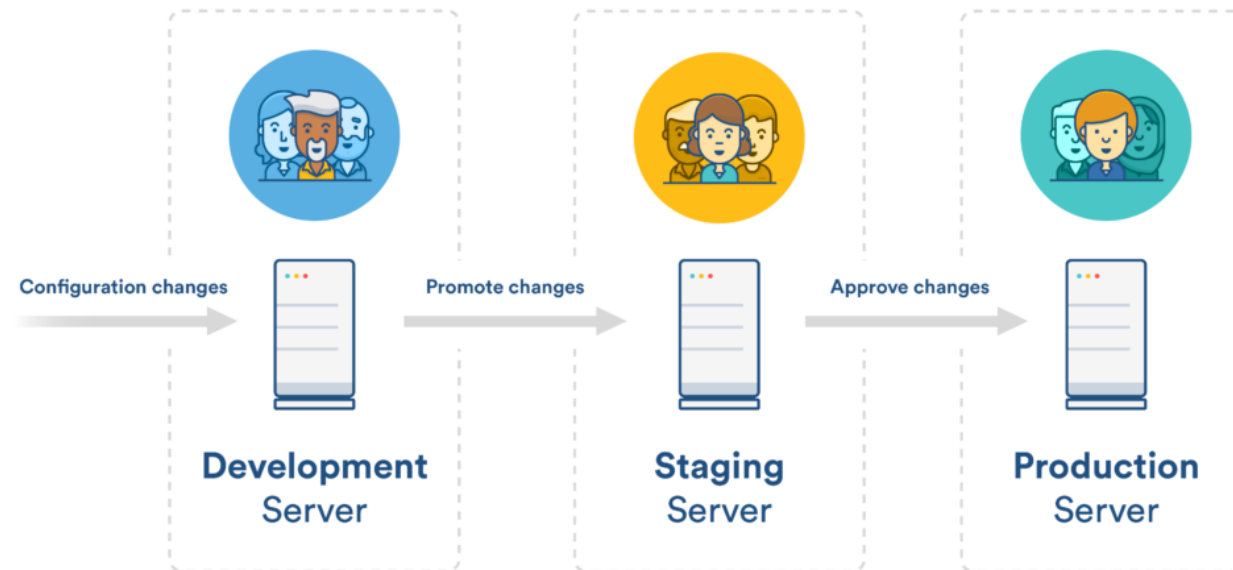 Configuration changes
Promote changes
Approve changes
Development
Server
Staging
Server
Production
Server